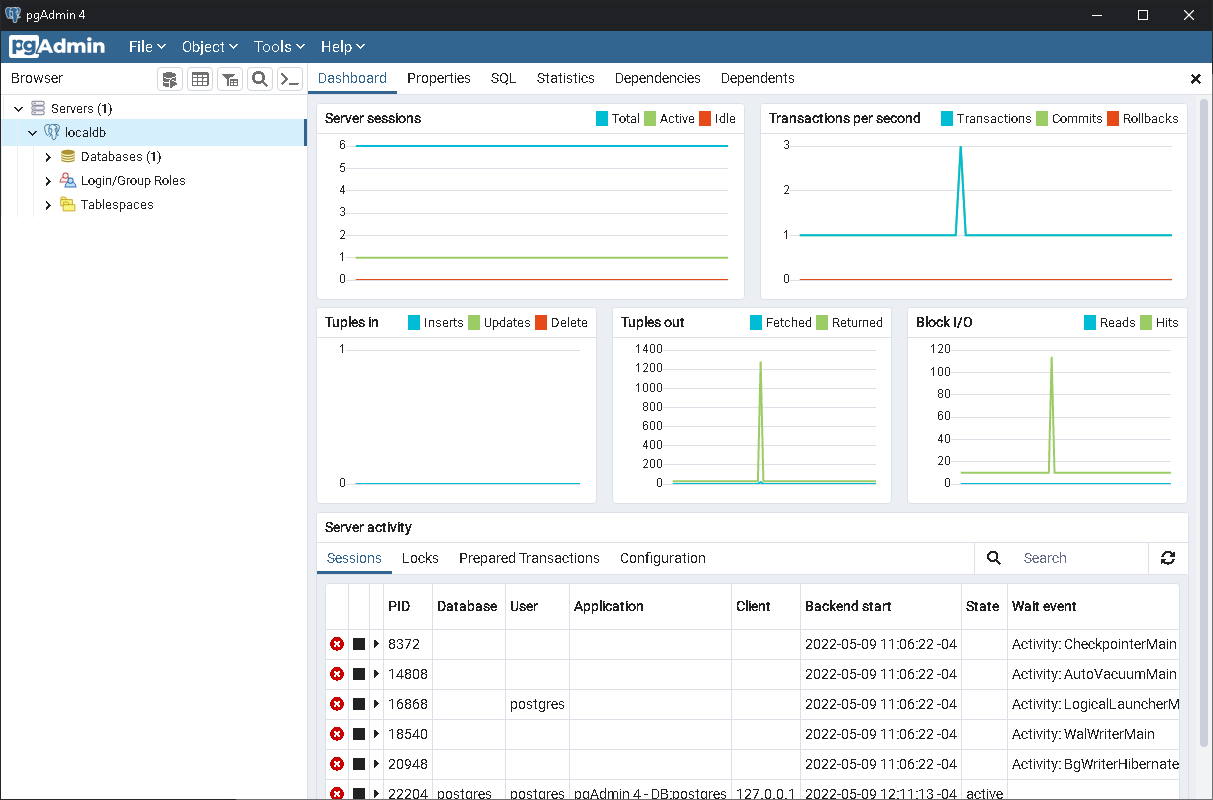 pgAdmin 4
pgAdmin File Object Tools Help
Browser
Dashboard Properties SQL Statistics Dependencies Dependents
Servers (1)
localdb
Databases (1)
Login/Group Roles
Tablespaces
Server sessions Total Active Idle
6
5
4
3
2
1
0
Transactions per second Transactions Commits Rollbacks
3
2
1
0
Tuples in Inserts Updates Delete
1
0
Tuples out Fetched Returned
1400
1200
1000
800
600
400
200
0
Block I/O Reads Hits
120
100
80
60
40
20
0
Server activity
Sessions Locks Prepared Transactions Configuration Search
PID Database User Application Client Backend start State Wait event
8372 2022-05-09 11:06:22 -04 Activity: CheckpointerMain
14808 2022-05-09 11:06:22 -04 Activity: AutoVacuumMain
16868 postgres 2022-05-09 11:06:22 -04 Activity: LogicalLauncherM
18540 2022-05-09 11:06:22 -04 Activity: WalWriterMain
20948 2022-05-09 11:06:22 -04 Activity: BgWriterHibernate
22204 postgres postgres pgAdmin 4 - DB:postgres 127.0.0.1 2022-05-09 12:11:13 -04 active